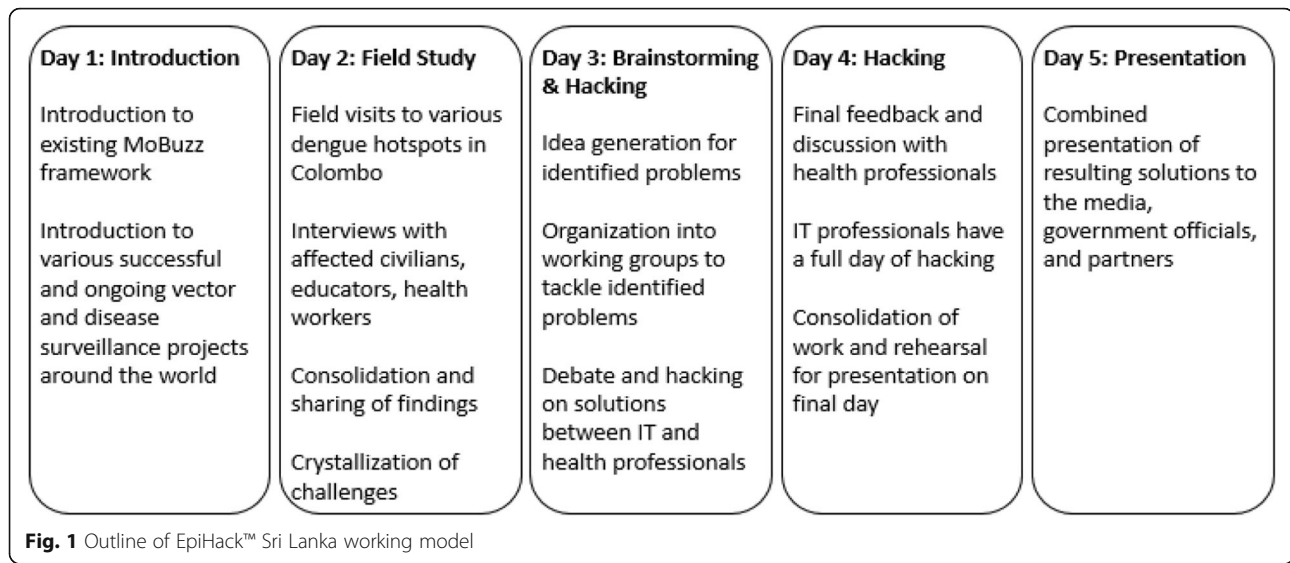 Day 1: Introduction
Introduction to
existing MoBuzz
framework
Introduction to
various successful
and ongoing vector
and disease
surveillance projects
around the world
Day 2: Field Study
Field visits to various
dengue hotspots in
Colombo
Interviews with
affected civilians,
educators, health
workers
Consolidation and
sharing of findings
Crystallization of
challenges
Day 3: Brainstorming
& Hacking
Idea generation for
identified problems
Organization into
working groups to
tackle identified
problems
Debate and hacking
on solutions
between IT and
health professionals
Day 4: Hacking
Final feedback and
discussion with
health professionals
IT professionals have
a full day of hacking
Consolidation of
work and rehearsal
for presentation on
final day
Day 5: Presentation
Combined
presentation of
resulting solutions to
the media,
government officials,
and partners
Fig. 1 Outline of EpiHack™ Sri Lanka working model